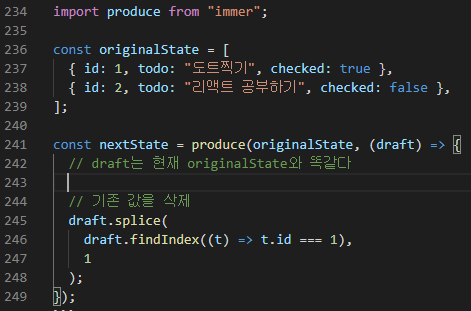 234 import produce from "immer";
235
236 const originalState = [
237 { id: 1, todo: "도트찍기", checked: true },
238 { id: 2, todo: "리액트 공부하기", checked: false },
239 ];
240
241 const nextState = produce(originalState, (draft) => {
242 // draft는 현재 originalState와 똑같다
243
244 // 기존 값을 삭제
245 draft.splice(
246 draft.findIndex((t) => t.id === 1),
247 1
248 );
249 });